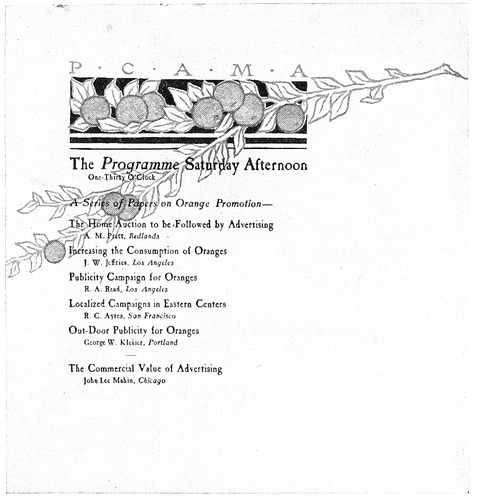 P · C · A · M · A
The Programme Saturday Afternoon
One-Thirty O'Clock
A Series of Papers on Orange Promotion—
The Home Auction to be Followed by Advertising
A. M. Pratt, Redlands
Increasing the Consumption of Oranges
J. W. Jeffries, Los Angeles
Publicity Campaign for Oranges
R. A. Read, Los Angeles
Localized Campaigns in Eastern Centers
R. C. Ayres, San Francisco
Out-Door Publicity for Oranges
George W. Kleiser, Portland
The Commercial Value of Advertising
John Lee Mahin, Chicago